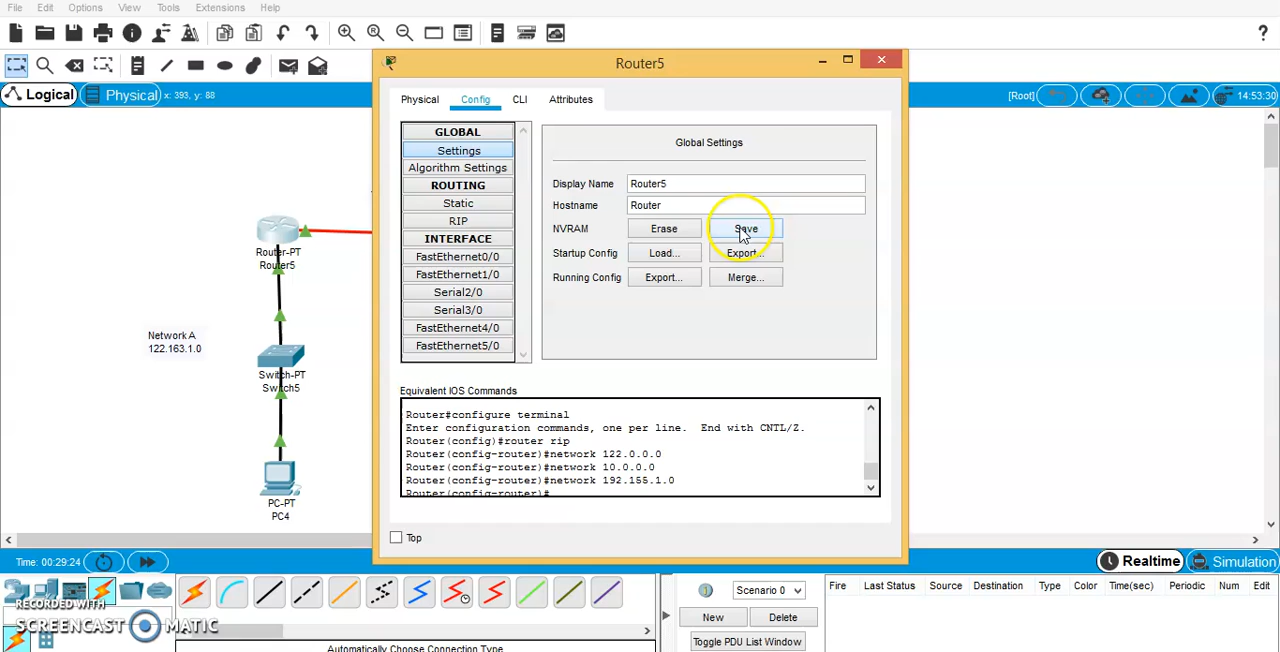 File Edit Options View Tools Extensions Help
?
Router5
Logical Physical x: 393, y: 88
[Root] 14:53:30
Physical Config CLI Attributes
GLOBAL
Settings
Algorithm Settings
ROUTING
Static
RIP
INTERFACE
FastEthernet0/0
FastEthernet1/0
Serial2/0
Serial3/0
FastEthernet4/0
FastEthernet5/0
Global Settings
Display Name Router5
Hostname Router
NVRAM Erase Save
Startup Config Load... Export...
Running Config Export... Merge...
Equivalent IOS Commands
Router#configure terminal
Enter configuration commands, one per line. End with CNTL/Z.
Router(config)#router rip
Router(config-router)#network 122.0.0.0
Router(config-router)#network 10.0.0.0
Router(config-router)#network 192.155.1.0
Router(config-router)#
Top
Router-PT
Router5
Network A
122.163.1.0
Switch-PT
Switch5
PC-PT
PC4
Time: 00:29:24
Realtime Simulation
Scenario 0
New Delete
Toggle PDU List Window
Fire Last Status Source Destination Type Color Time(sec) Periodic Num Edit
RECORDED WITH
SCREENCAST MATIC
Automatically Choose Connection Type